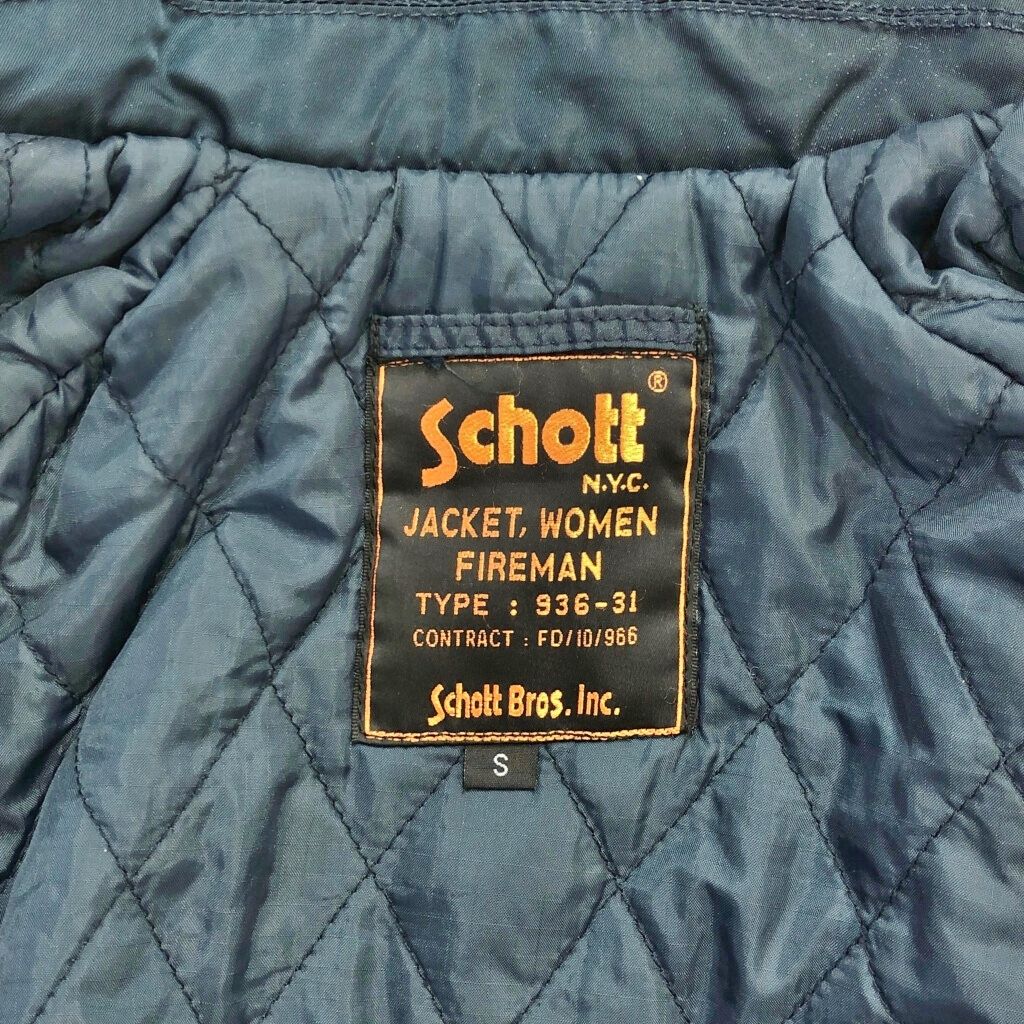 Schott ®
N.Y.C.
JACKET, WOMEN
FIREMAN
TYPE : 936-31
CONTRACT : FD/10/966
Schott Bros. Inc.
S